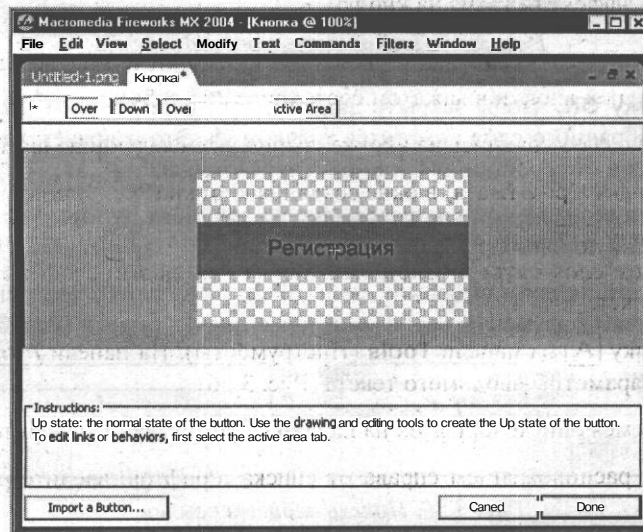 Macromedia Fireworks MX 2004 - [Кнопка @ 100%]
File Edit View Select Modify Text Commands Filters Window Help
Untitled-1.png Кнопка*
Over Down Over ctive Area
Регистрация
Instructions:
Up state: the normal state of the button. Use the drawing and editing tools to create the Up state of the button.
To edit links or behaviors, first select the active area tab.
Import a Button... Caned Done